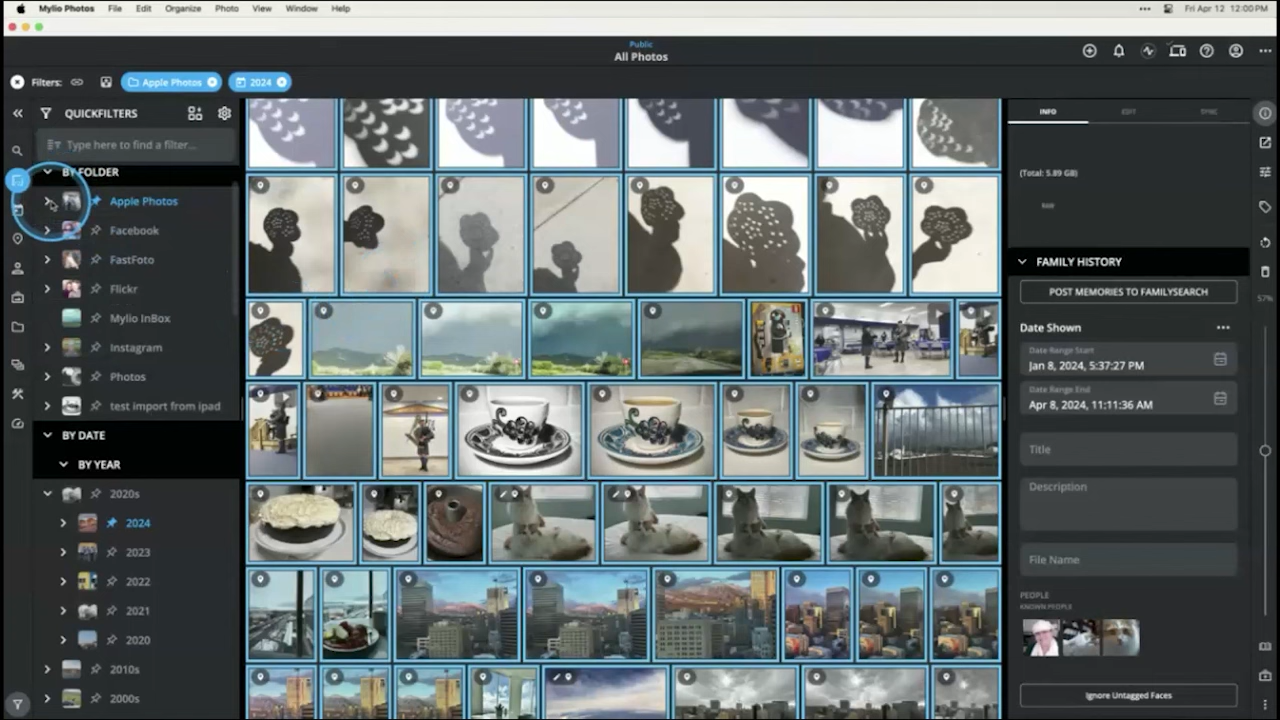 Mylio Photos File Edit Organize Photo View Window Help
Fri Apr 12 12:00 PM
Public
All Photos
Filters:
Apple Photos
2024
QUICKFILTERS
Type here to find a filter...
BY FOLDER
Apple Photos
Facebook
FastFoto
Flickr
Mylio InBox
Instagram
Photos
test import from ipad
BY DATE
BY YEAR
2020s
2024
2023
2022
2021
2020
2010s
2000s
INFO EDIT SYNC
(Total: 5.89 GB)
RAW
FAMILY HISTORY
POST MEMORIES TO FAMILYSEARCH
Date Shown
Date Range Start
Jan 8, 2024, 5:37:27 PM
Date Range End
Apr 8, 2024, 11:11:36 AM
Title
Description
File Name
PEOPLE
KNOWN PEOPLE
Ignore Untagged Faces
57%